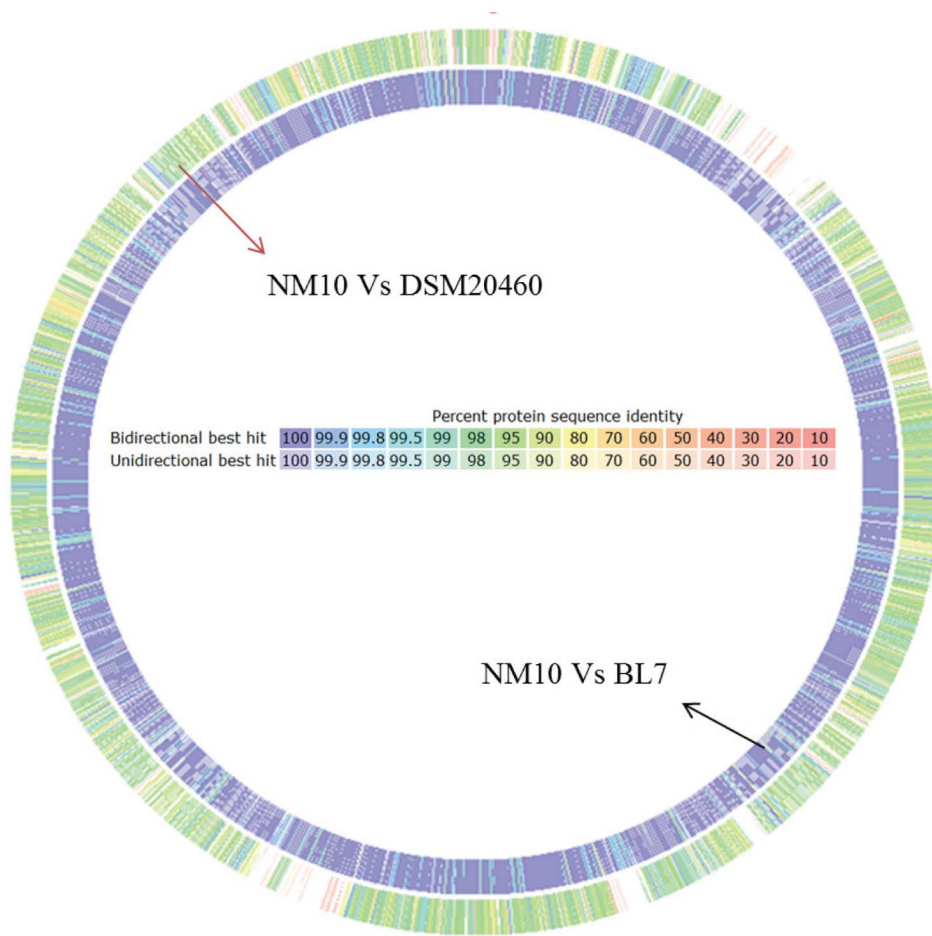 NM10 Vs DSM20460
Percent protein sequence identity
Bidirectional best hit 100 99.9 99.8 99.5 99 98 95 90 80 70 60 50 40 30 20 10
Unidirectional best hit 100 99.9 99.8 99.5 99 98 95 90 80 70 60 50 40 30 20 10
NM10 Vs BL7